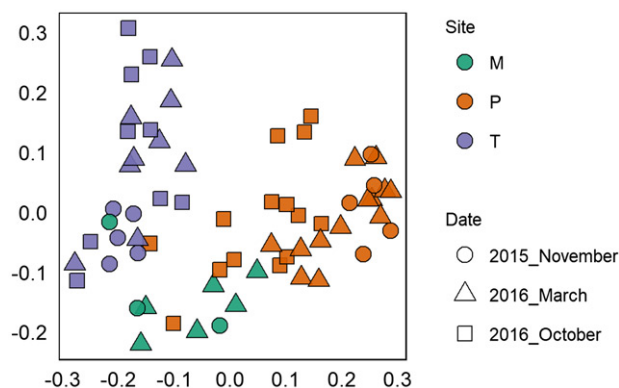 0.3
0.2
0.1
0.0
-0.1
-0.2
-0.3 -0.2 -0.1 0.0 0.1 0.2 0.3
Site
M
P
T
Date
2015_November
2016_March
2016_October